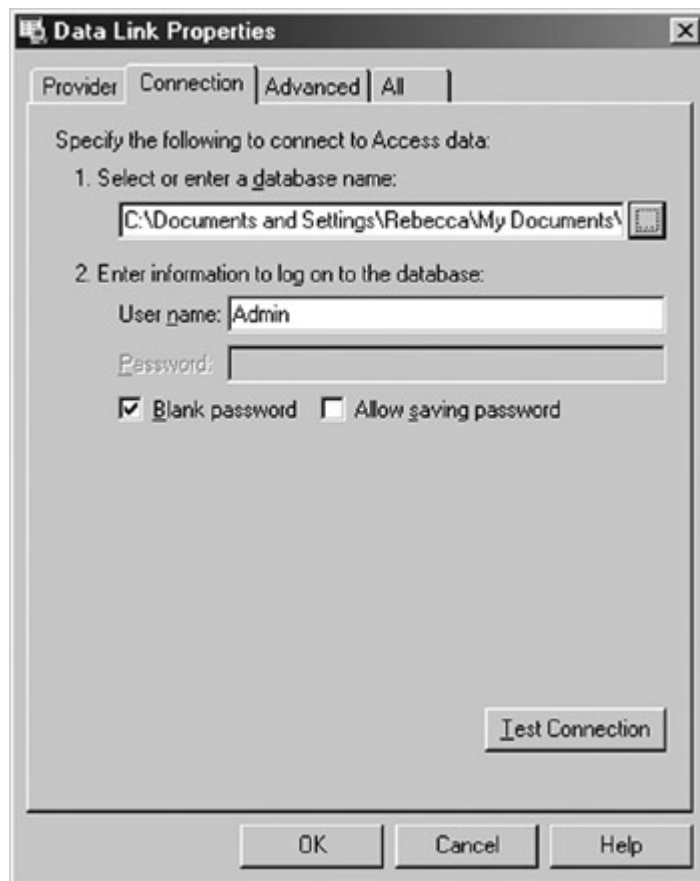 Data Link Properties
Provider Connection Advanced All
Specify the following to connect to Access data:
1. Select or enter a database name:
C:\Documents and Settings\Rebecca\My Documents\
2. Enter information to log on to the database:
User name: Admin
Password:
Blank password Allow saving password
Test Connection
OK Cancel Help